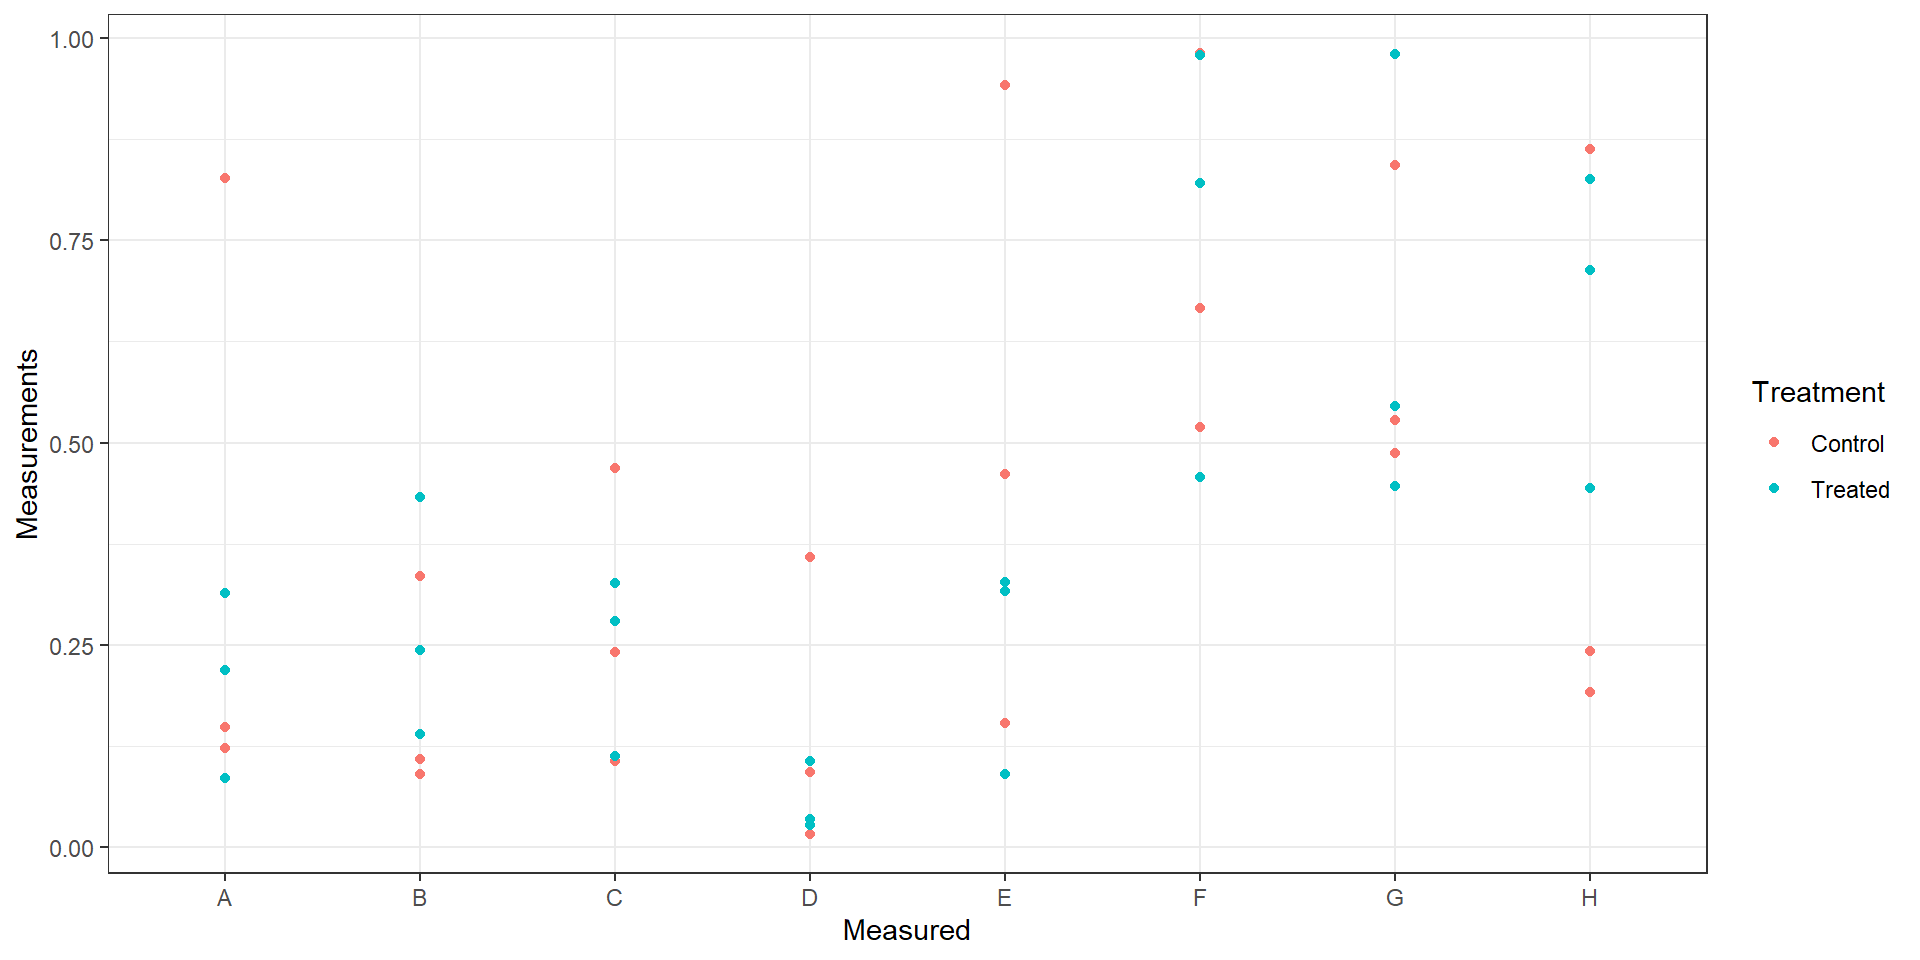 1.00
0.75
0.50
0.25
0.00
Measurements
A B C D E F G H
Measured
Treatment
Control
Treated